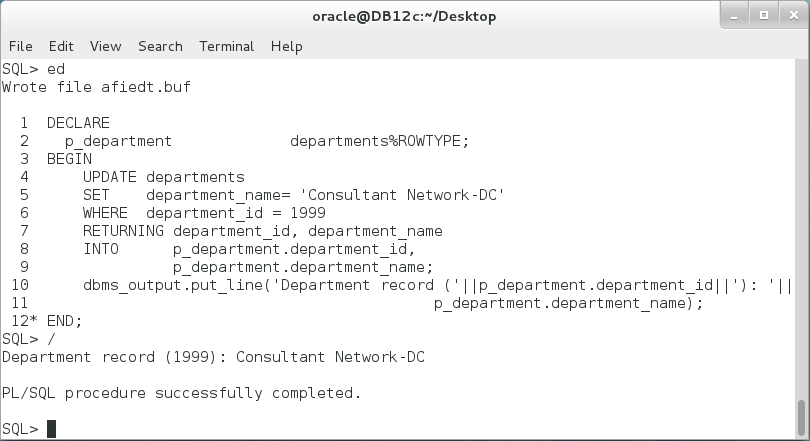 oracle@DB12c:~/Desktop
File Edit View Search Terminal Help
SQL> ed
Wrote file afiedt.buf
1 DECLARE
2 p_department departments%ROWTYPE;
3 BEGIN
4 UPDATE departments
5 SET department_name= 'Consultant Network-DC'
6 WHERE department_id = 1999
7 RETURNING department_id, department_name
8 INTO p_department.department_id,
9 p_department.department_name;
10 dbms_output.put_line('Department record ('||p_department.department_id||'): '||
11 p_department.department_name);
12* END;
SQL> /
Department record (1999): Consultant Network-DC
PL/SQL procedure successfully completed.
SQL>